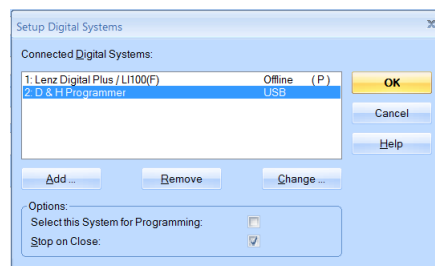 Setup Digital Systems
Connected Digital Systems:
1: Lenz Digital Plus / LI100(F) Offline (P)
2: D & H Programmer USB
OK
Cancel
Help
Add ... Remove Change ...
Options:
Select this System for Programming:
Stop on Close: